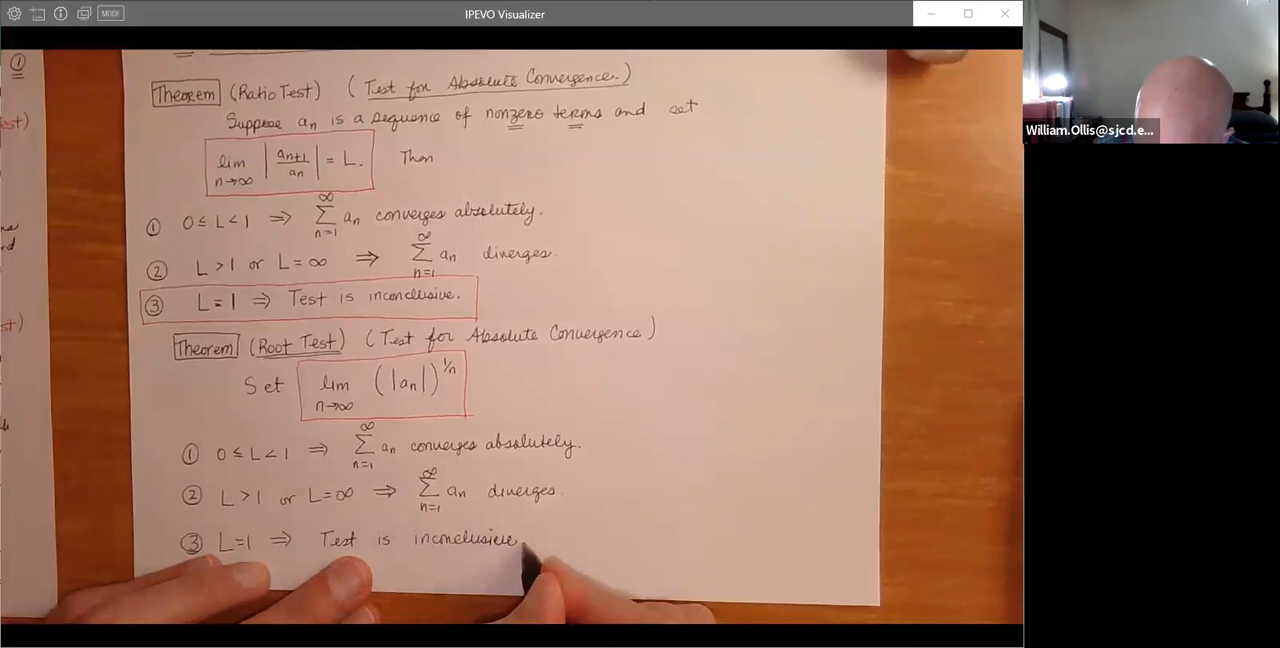 MODE
IPEVO Visualizer
①
Theorem (Ratio Test) (Test for Absolute Convergence.)
Suppose an is a sequence of nonzero terms and set
lim n→∞ |an+1/an| = L. Then
① 0 ≤ L < 1 ⇒ ∞ Σ n=1 an converges absolutely.
② L > 1 or L = ∞ ⇒ ∞ Σ n=1 an diverges.
③ L = 1 ⇒ Test is inconclusive.
Theorem (Root Test) (Test for Absolute Convergence)
Set lim n→∞ (|an|)^1/n
① 0 ≤ L < 1 ⇒ ∞ Σ n=1 an converges absolutely.
② L > 1 or L = ∞ ⇒ ∞ Σ n=1 an diverges.
③ L = 1 ⇒ Test is inconclusive
William.Ollis@sjcd.e...